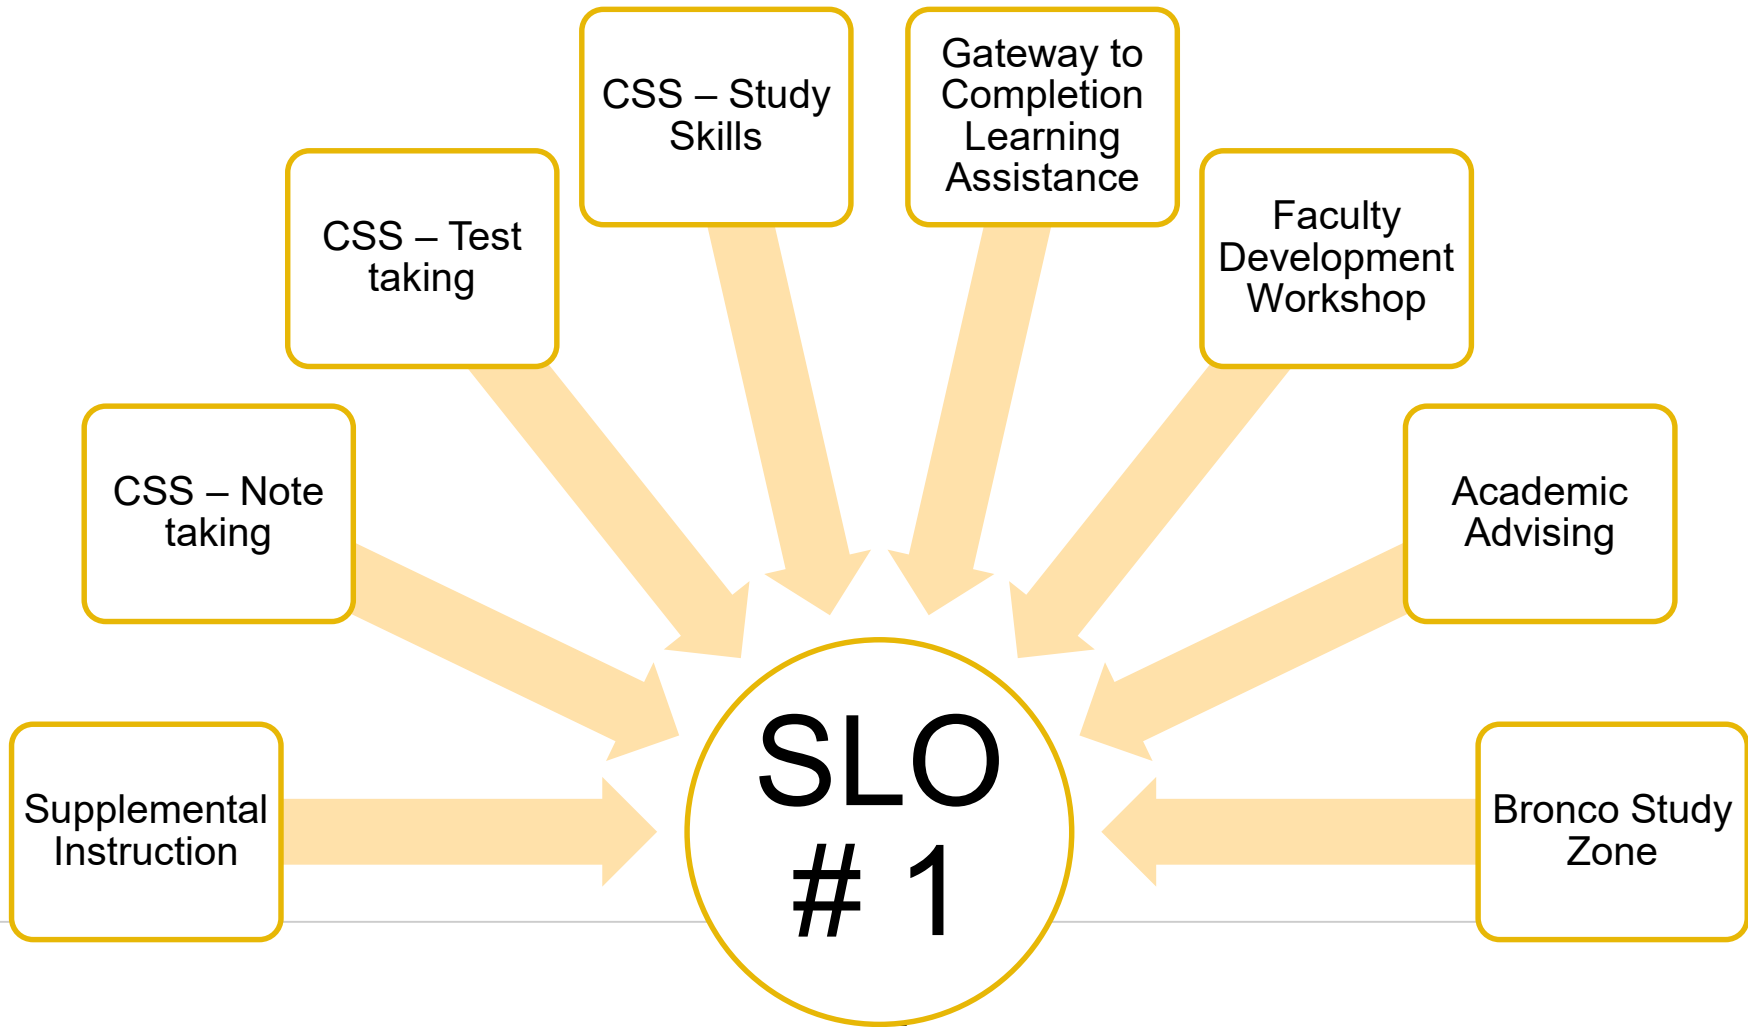 CSS – Study
Skills
Gateway to
Completion
Learning
Assistance
CSS – Test
taking
Faculty
Development
Workshop
CSS – Note
taking
Academic
Advising
Supplemental
Instruction
SLO
# 1
Bronco Study
Zone